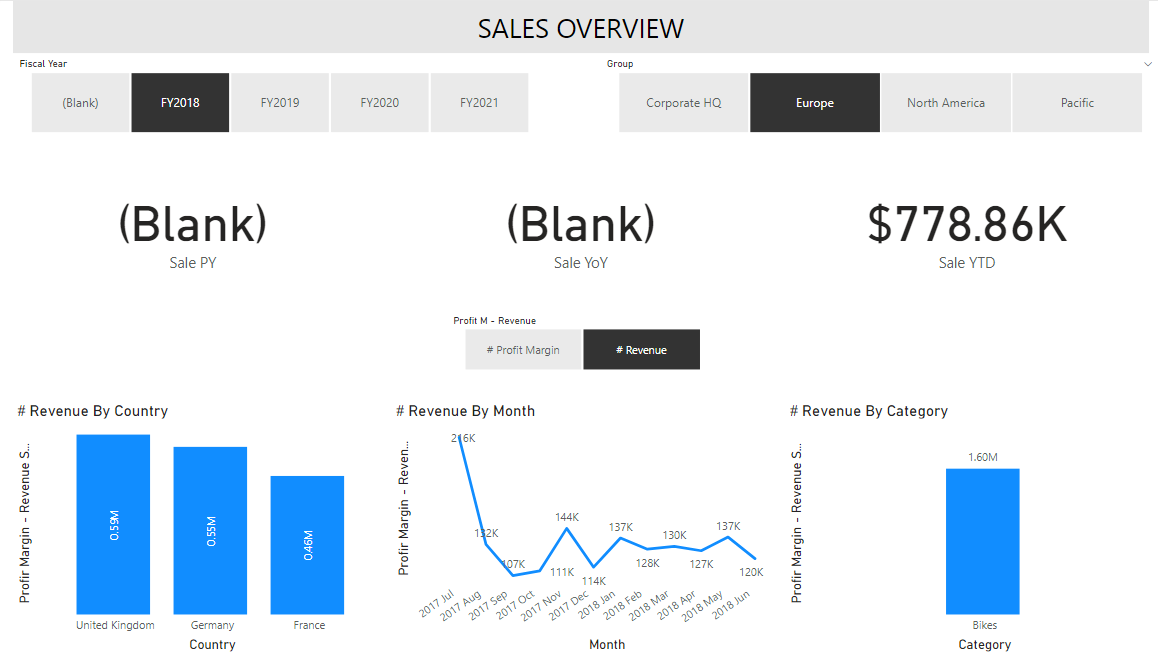 SALES OVERVIEW
Fiscal Year
Group
(Blank)
FY2018
FY2019
FY2020
FY2021
Corporate HQ
Europe
North America
Pacific
(Blank)
Sale PY
(Blank)
Sale YoY
$778.86K
Sale YTD
Profit M - Revenue
# Profit Margin
# Revenue
# Revenue By Country
Profir Margin - Revenue S...
0.59M
0.55M
0.46M
United Kingdom
Germany
France
Country
# Revenue By Month
Profir Margin - Reven...
216K
132K
107K
111K
144K
114K
137K
128K
130K
127K
137K
120K
2017 Jul
2017 Aug
2017 Sep
2017 Oct
2017 Nov
2017 Dec
2018 Jan
2018 Feb
2018 Mar
2018 Apr
2018 May
2018 Jun
Month
# Revenue By Category
Profir Margin - Revenue S...
1.60M
Bikes
Category